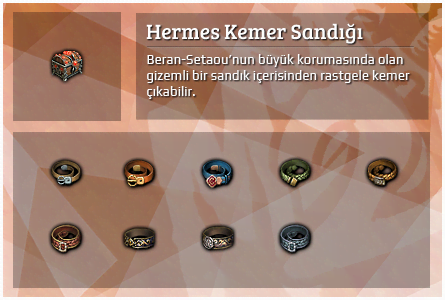 Hermes Kemer Sandığı
Beran-Setaou'nun büyük korumasında olan
gizemli bir sandık içerisinden rastgele kemer
çıkabilir.